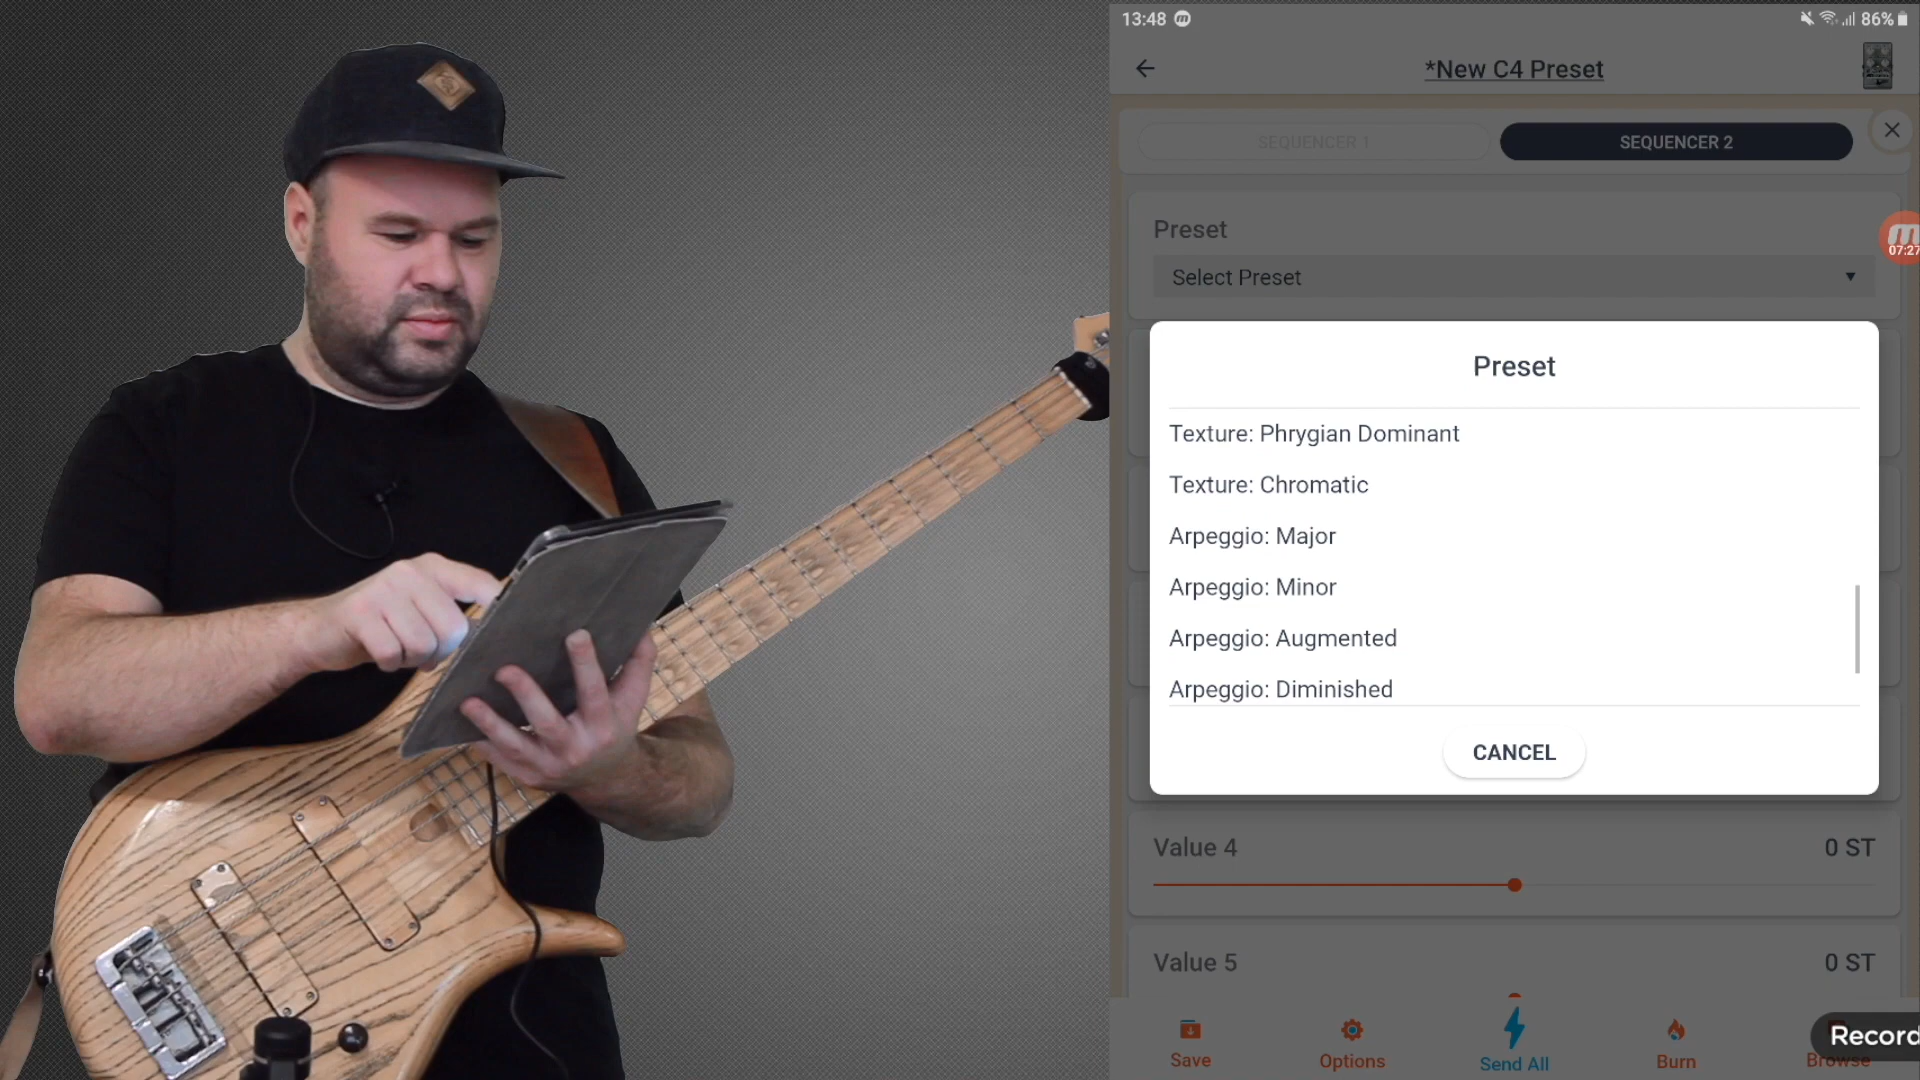 13:48
86%
*New C4 Preset
SEQUENCER 1
SEQUENCER 2
Preset
Select Preset
07:27
Preset
Texture: Phrygian Dominant
Texture: Chromatic
Arpeggio: Major
Arpeggio: Minor
Arpeggio: Augmented
Arpeggio: Diminished
CANCEL
Value 4
0 ST
Value 5
0 ST
Save
Options
Send All
Burn
Browse
Record